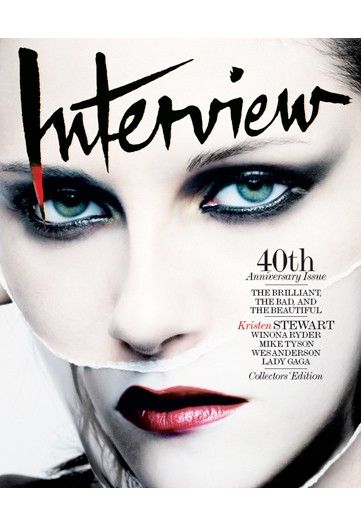 Interview
40th
Anniversary Issue
THE BRILLIANT,
THE BAD, AND
THE BEAUTIFUL
Kristen STEWART
WINONA RYDER
MIKE TYSON
WES ANDERSON
LADY GAGA
Collectors' Edition